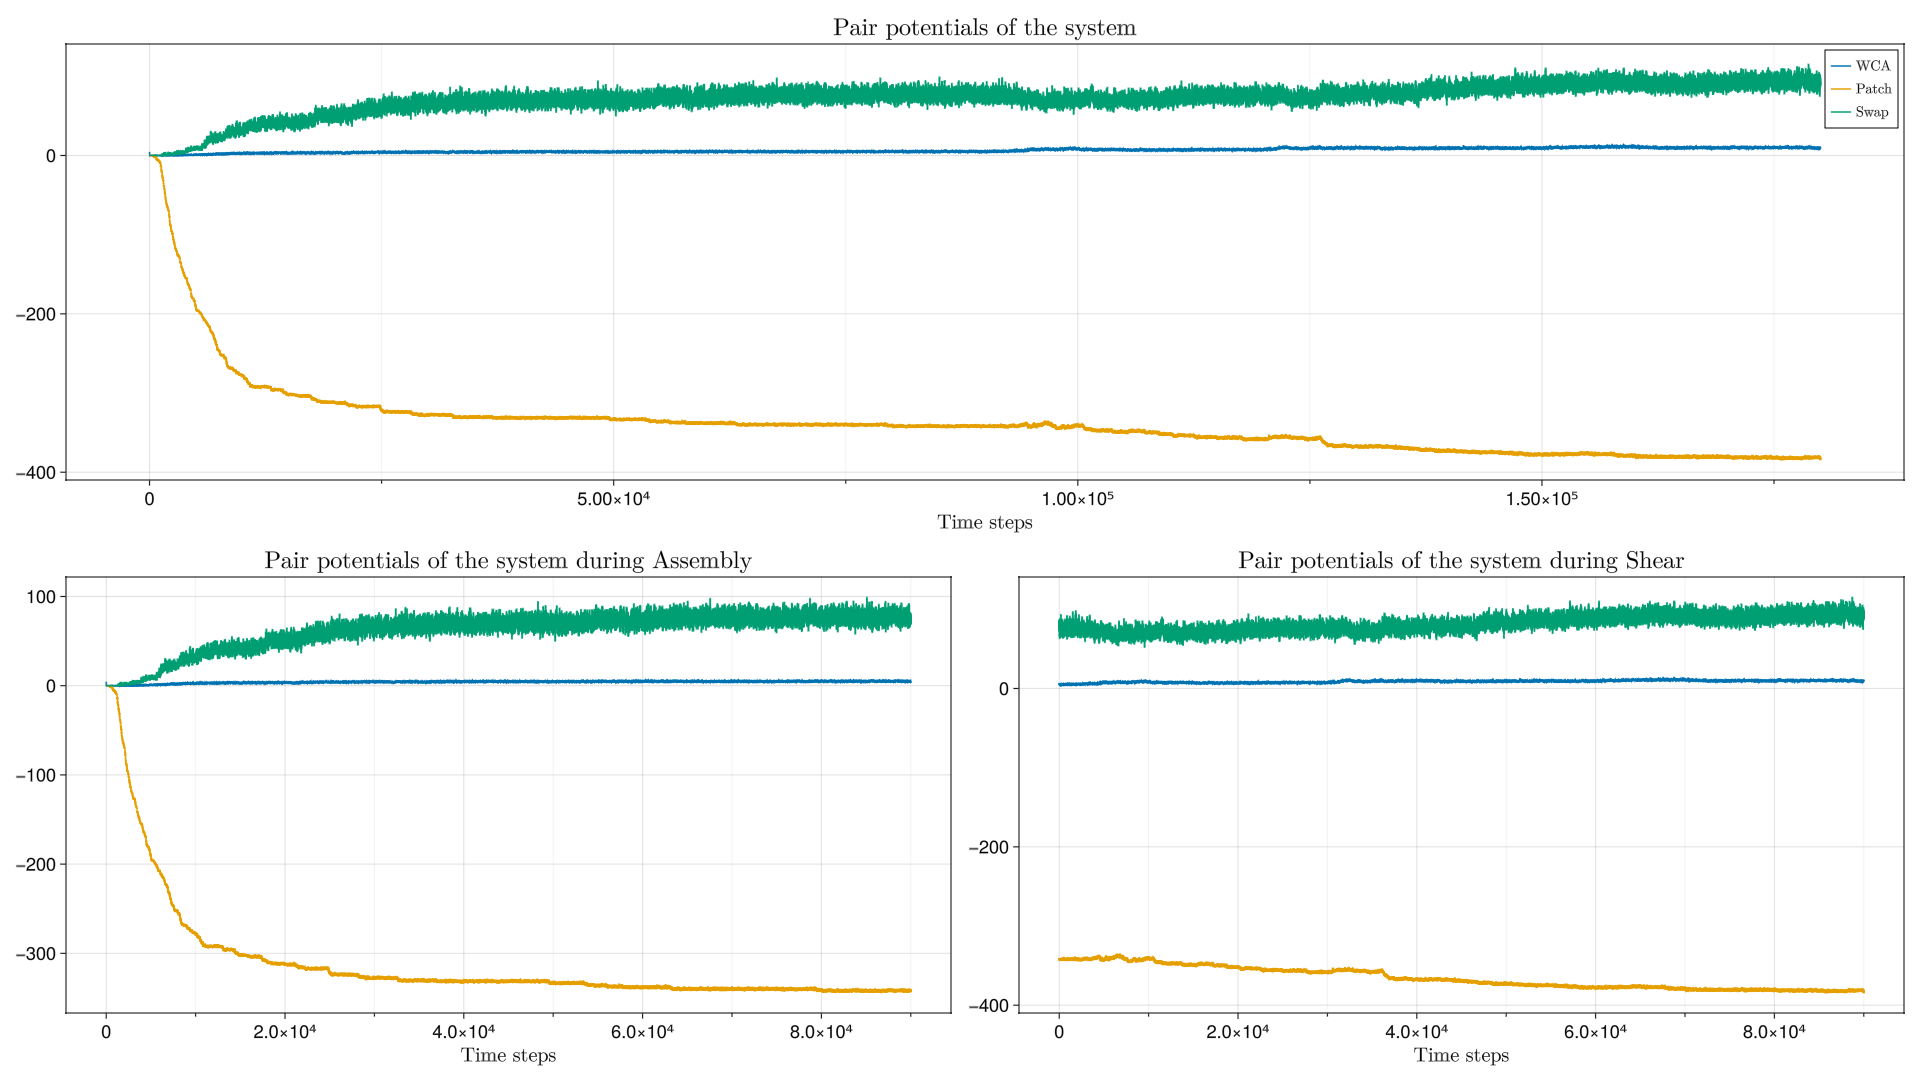 Pair potentials of the system
WCA
Patch
Swap
0
−200
−400
0
5.00×10⁴
1.00×10⁵
1.50×10⁵
Time steps
Pair potentials of the system during Assembly
100
0
−100
−200
−300
0
2.0×10⁴
4.0×10⁴
6.0×10⁴
8.0×10⁴
Time steps
Pair potentials of the system during Shear
0
−200
−400
0
2.0×10⁴
4.0×10⁴
6.0×10⁴
8.0×10⁴
Time steps